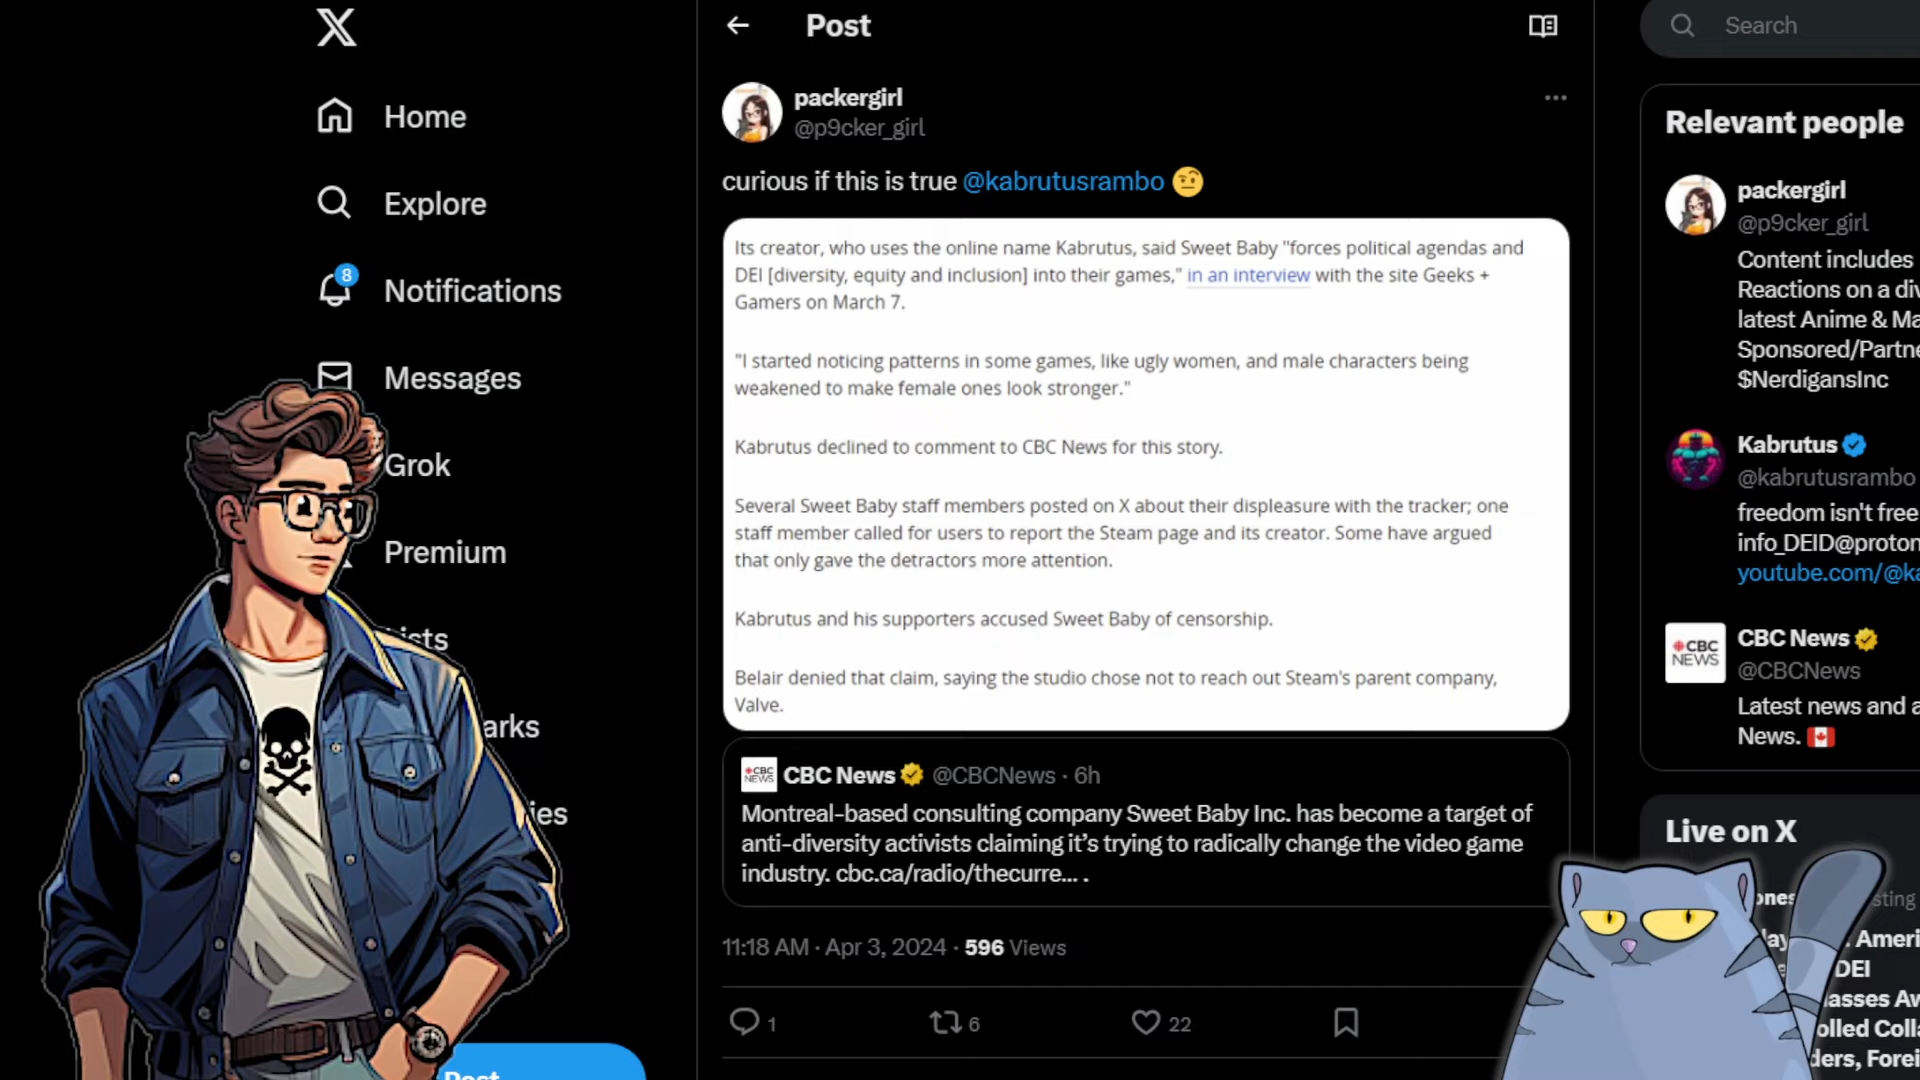 Home
Explore
8
Notifications
Messages
Grok
Premium
Post
packergirl
@p9cker_girl
curious if this is true @kabrutusrambo 🤨
Its creator, who uses the online name Kabrutus, said Sweet Baby "forces political agendas and
DEI [diversity, equity and inclusion] into their games," in an interview with the site Geeks +
Gamers on March 7.
"I started noticing patterns in some games, like ugly women, and male characters being
weakened to make female ones look stronger."
Kabrutus declined to comment to CBC News for this story.
Several Sweet Baby staff members posted on X about their displeasure with the tracker; one
staff member called for users to report the Steam page and its creator. Some have argued
that only gave the detractors more attention.
Kabrutus and his supporters accused Sweet Baby of censorship.
Belair denied that claim, saying the studio chose not to reach out Steam's parent company,
Valve.
CBC NEWS
CBC News @CBCNews · 6h
Montreal-based consulting company Sweet Baby Inc. has become a target of
anti-diversity activists claiming it's trying to radically change the video game
industry. cbc.ca/radio/thecurre... .
11:18 AM · Apr 3, 2024 · 596 Views
1
6
22
Search
Relevant people
packergirl
@p9cker_girl
Content includes
Reactions on a
latest Anime &
Sponsored/
$NerdigansInc
Kabrutus
@kabrutusrambo
freedom isn't free
info_DEID@
youtube.com/
CBC
NEWS
CBC News
@CBCNews
Latest news and
News. 🇨🇦
Live on X
DEI